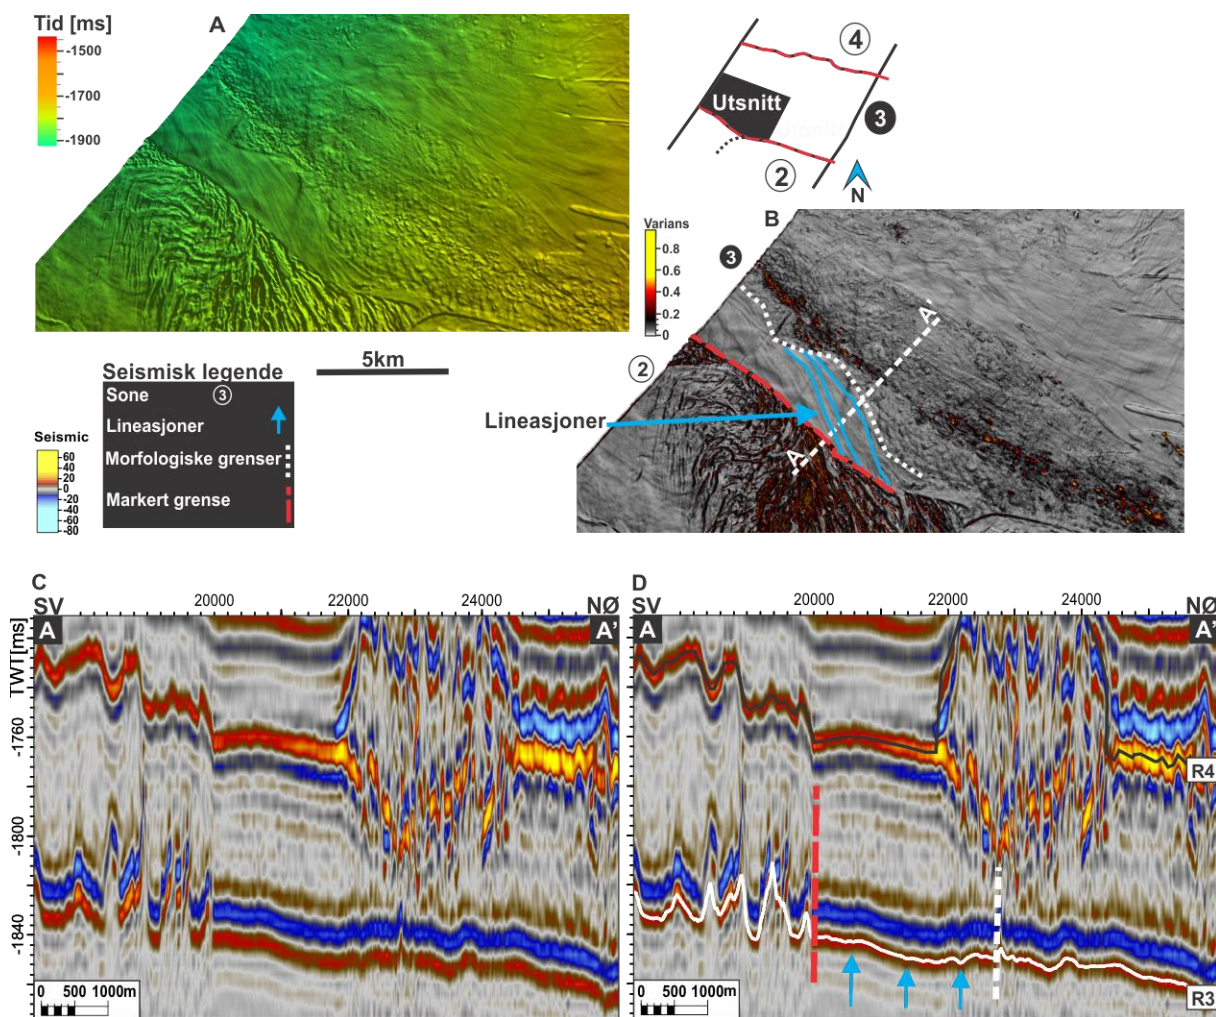 Tid [ms]
A
-1500
-1700
-1900
4
Utsnitt
3
2
N
Varians
B
0.8
0.6
0.4
0.2
0
3
A'
2
Lineasjoner
A
5km
Seismisk legende
Sone 3
Lineasjoner
Morfologiske grenser
Markert grense
Seismic
60
40
20
0
-20
-40
-60
-80
C
SV 20000 22000 24000 NØ
A A'
TWT[ms]
-1760
-1800
-1840
0 500 1000m
D
SV 20000 22000 24000 NØ
A A'
-1760
-1800
-1840
R4
R3
0 500 1000m